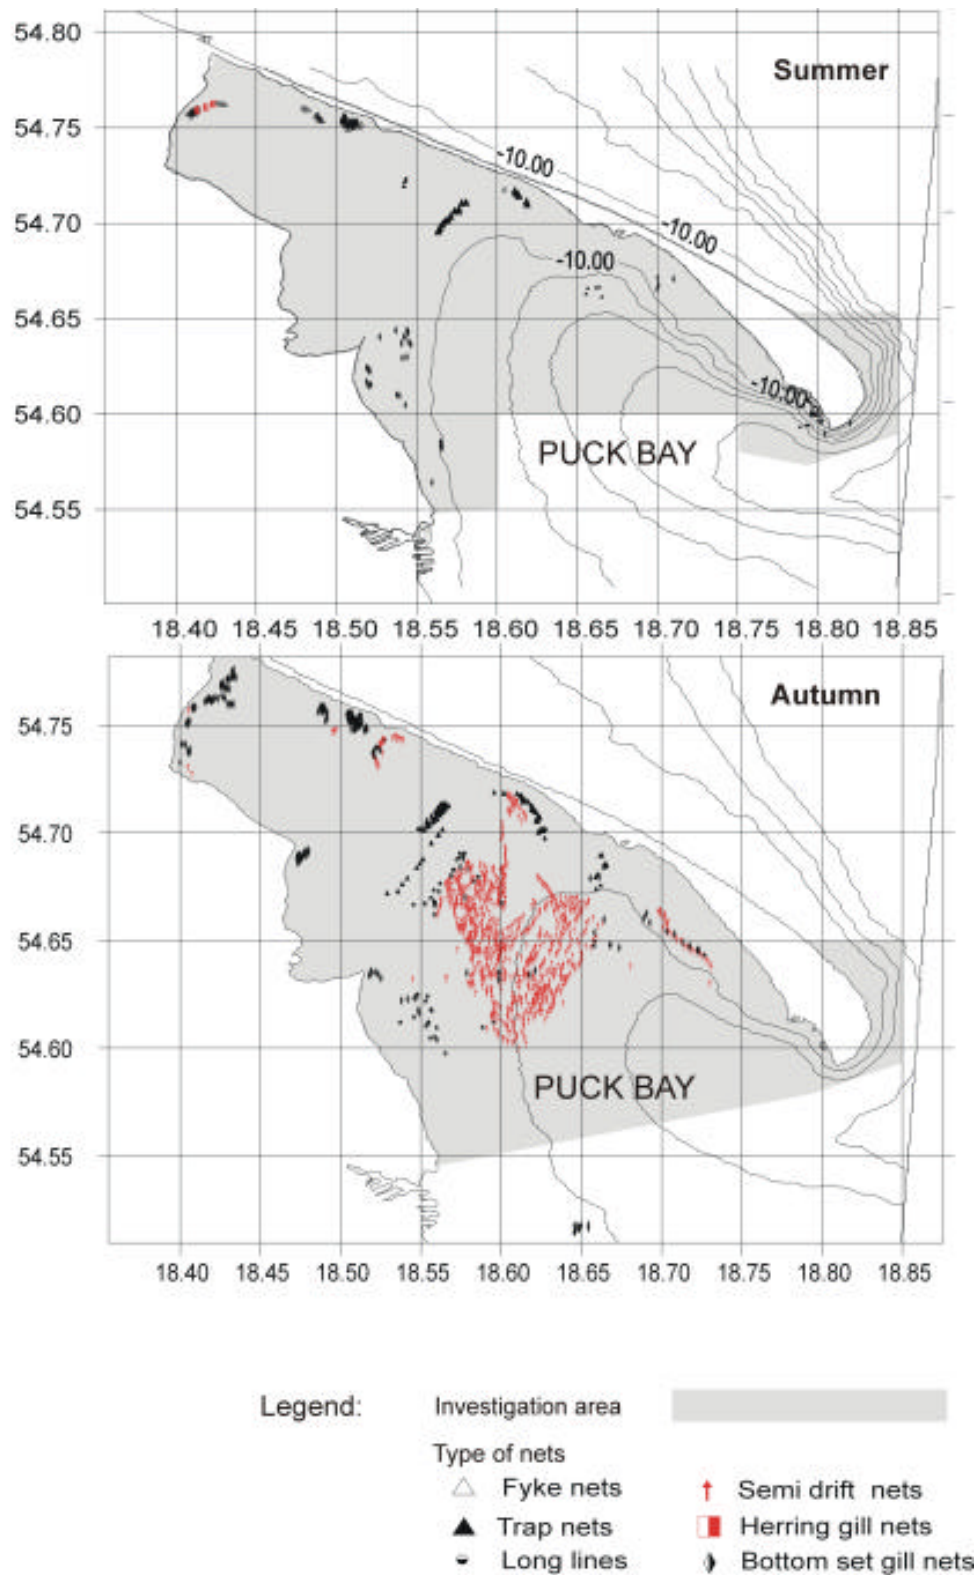 54.80
Summer
54.75
-10.00
54.70
-10.00
-10.00
54.65
-10.00
54.60
PUCK BAY
54.55
18.40 18.45 18.50 18.55 18.60 18.65 18.70 18.75 18.80 18.85
Autumn
54.75
54.70
54.65
54.60
PUCK BAY
54.55
18.40 18.45 18.50 18.55 18.60 18.65 18.70 18.75 18.80 18.85
Legend: Investigation area
Type of nets
Fyke nets Semi drift nets
Trap nets Herring gill nets
Long lines Bottom set gill nets